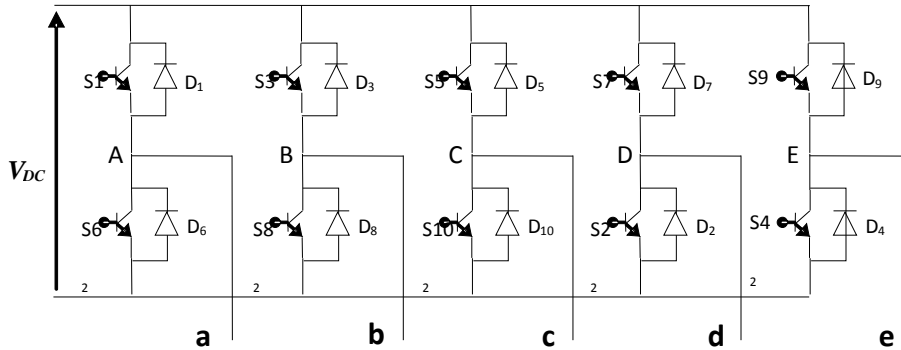 S1 D1 S3 D3 S5 D5 S7 D7 S9 D9
A B C D E
VDC
S6 D6 S8 D8 S10 D10 S2 D2 S4 D4
2 2 2 2 2
a b c d e